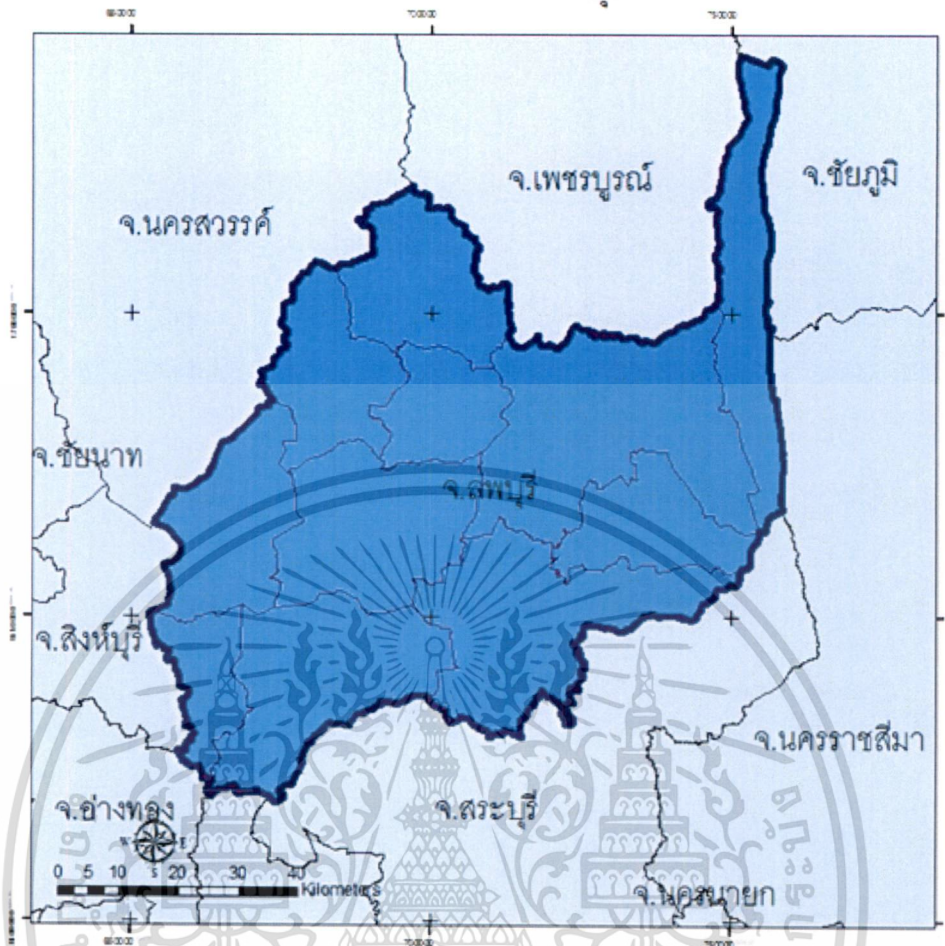 700000
จ.เพชรบูรณ์
จ.ชัยภูมิ
จ.นครสวรรค์
จ.ชัยนาท
จ.ลพบุรี
จ.สิงห์บุรี
จ.นครราชสีมา
จ.อ่างทอง
จ.สระบุรี
0 5 10 20 30 40
Kilometers
จ.นครนายก
700000